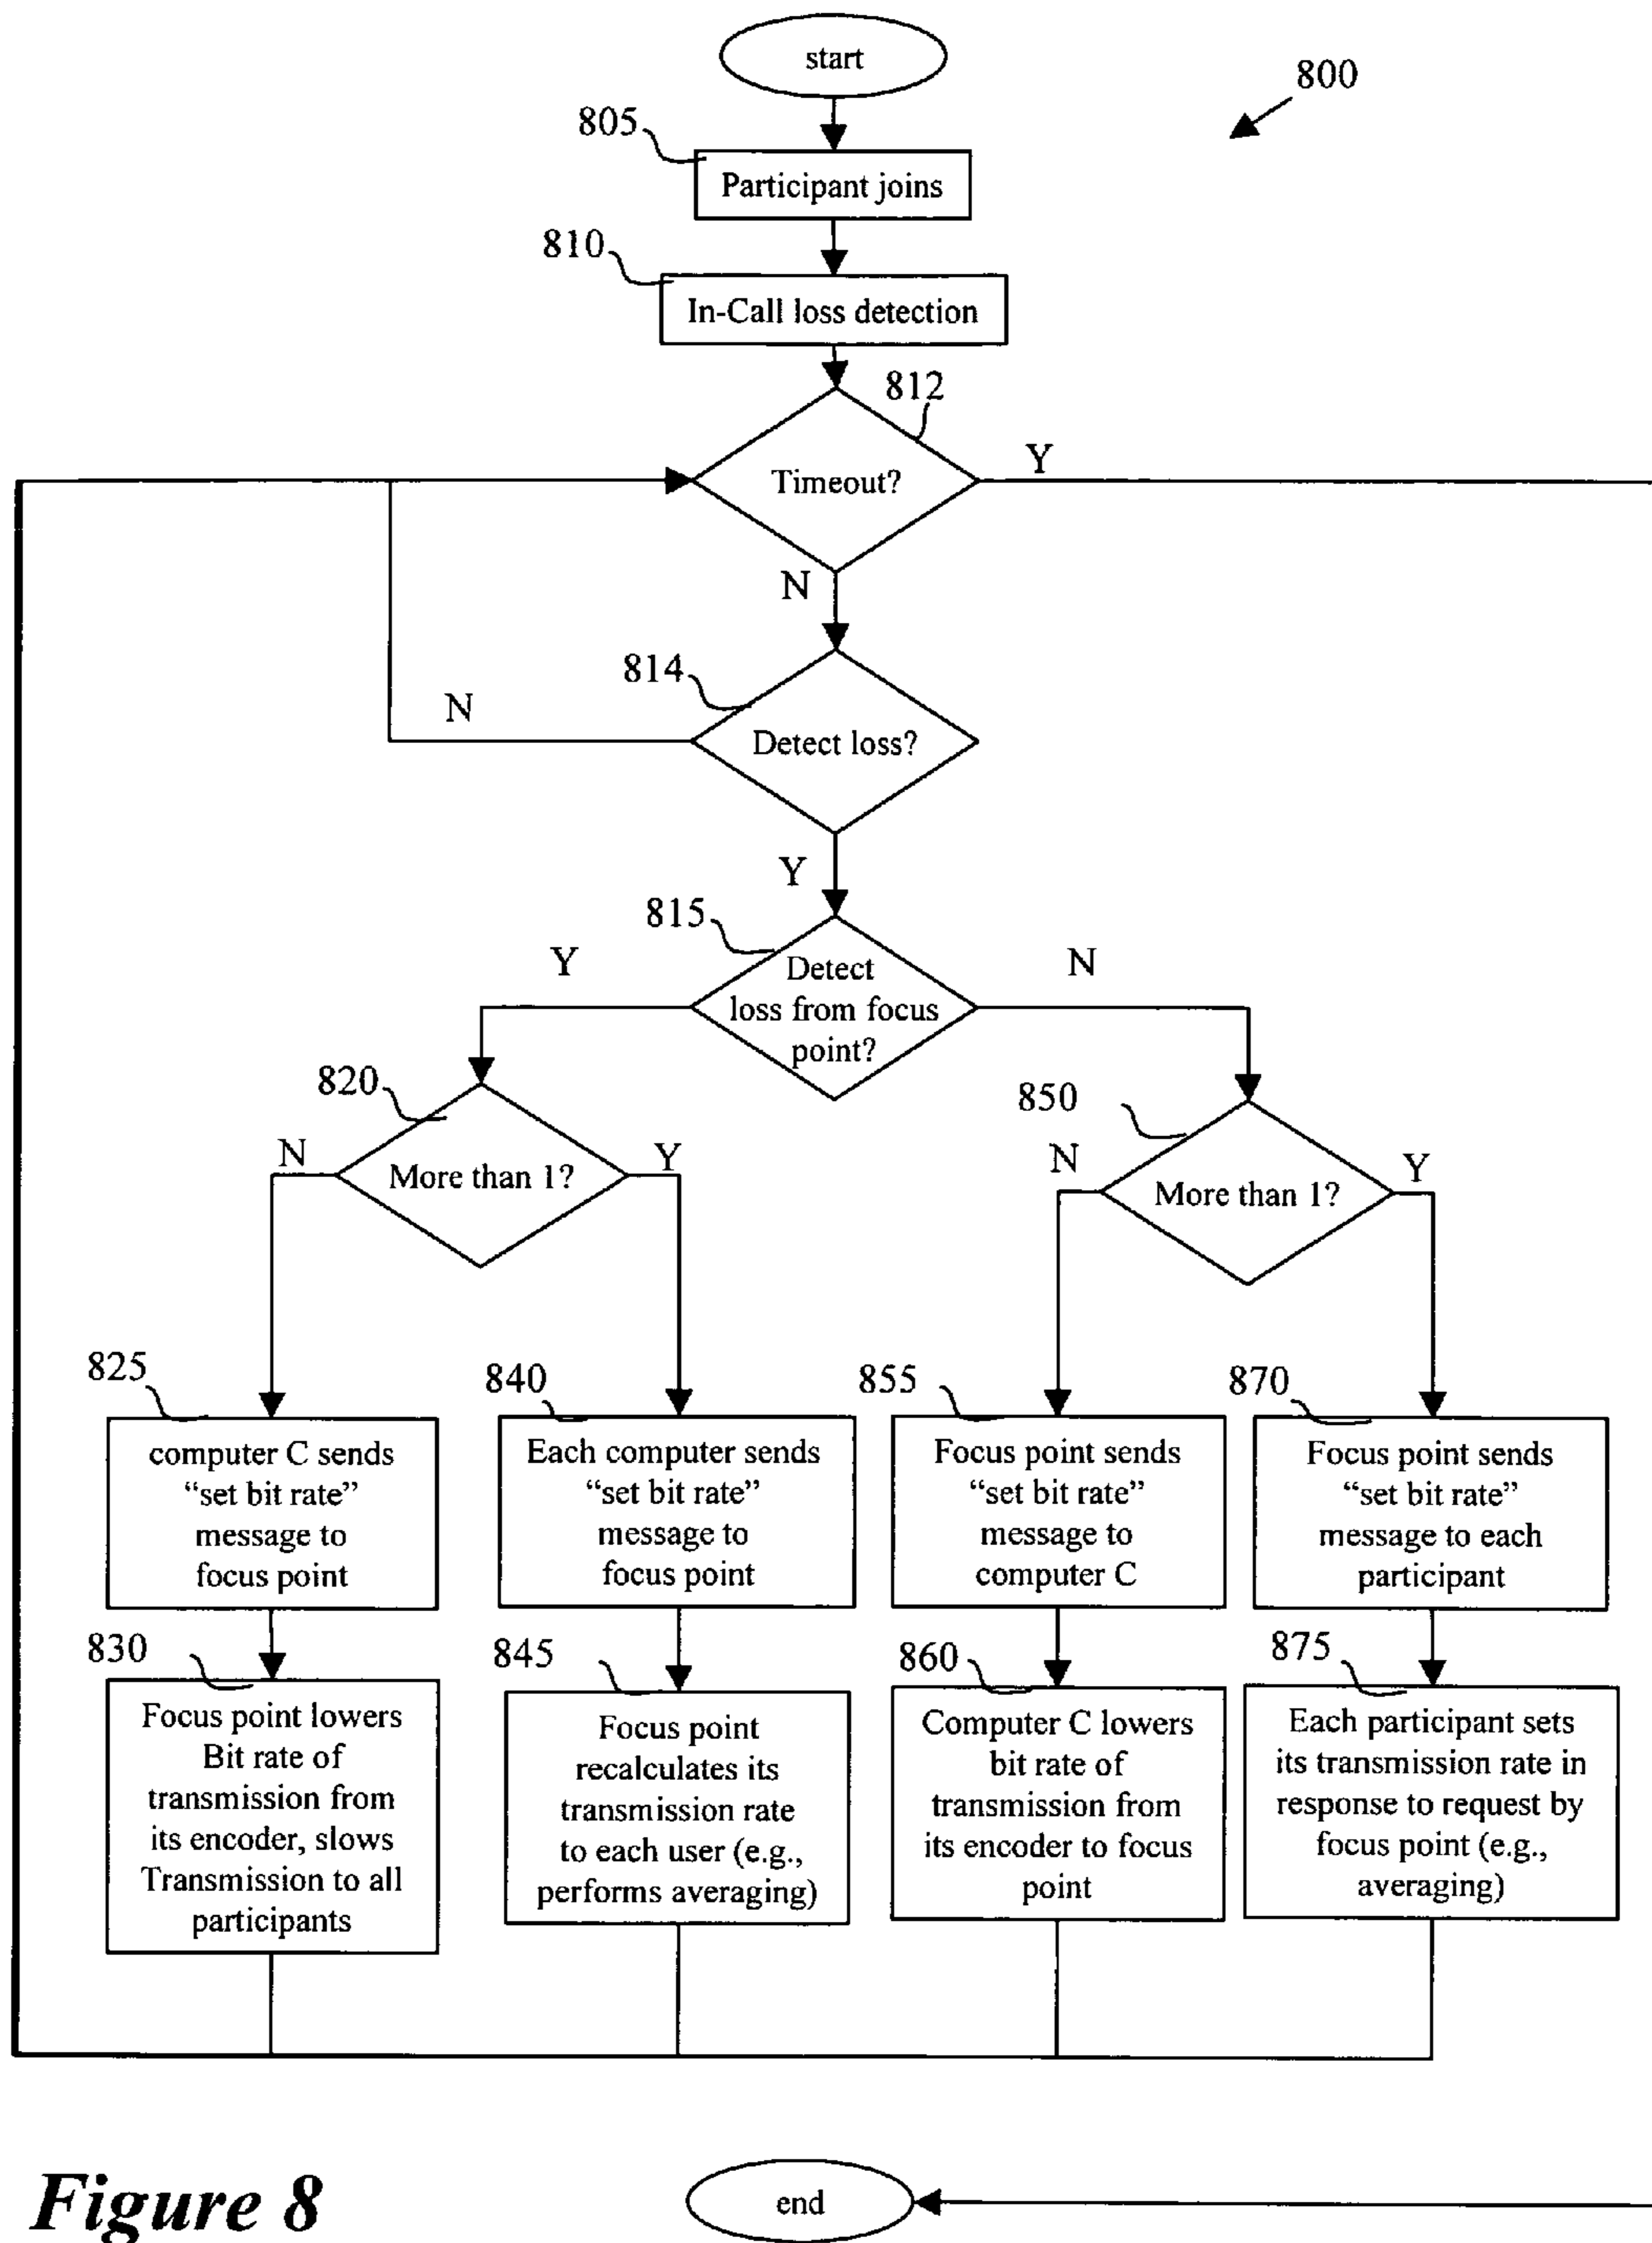 start
800
805
Participant joins
810
In-Call loss detection
812
Timeout?
Y
N
814
N
Detect loss?
Y
815
Y
N
Detect
loss from focus
point?
820
N
More than 1?
Y
850
N
More than 1?
Y
825
computer C sends
“set bit rate”
message to
focus point
840
Each computer sends
“set bit rate”
message to
focus point
855
Focus point sends
“set bit rate”
message to
computer C
870
Focus point sends
“set bit rate”
message to each
participant
830
Focus point lowers
Bit rate of
transmission from
its encoder, slows
Transmission to all
participants
845
Focus point
recalculates its
transmission rate
to each user (e.g.,
performs averaging)
860
Computer C lowers
bit rate of
transmission from
its encoder to focus
point
875
Each participant sets
its transmission rate in
response to request by
focus point (e.g.,
averaging)
Figure 8
end